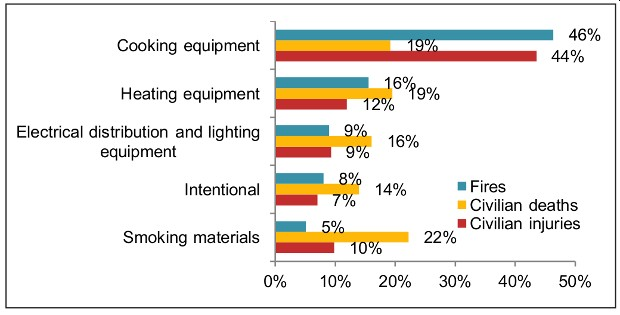 Cooking equipment
46%
19%
44%
Heating equipment
16%
19%
12%
Electrical distribution and lighting
equipment
9%
16%
9%
Intentional
8%
14%
7%
Smoking materials
5%
22%
10%
Fires
Civilian deaths
Civilian injuries
0% 10% 20% 30% 40% 50%